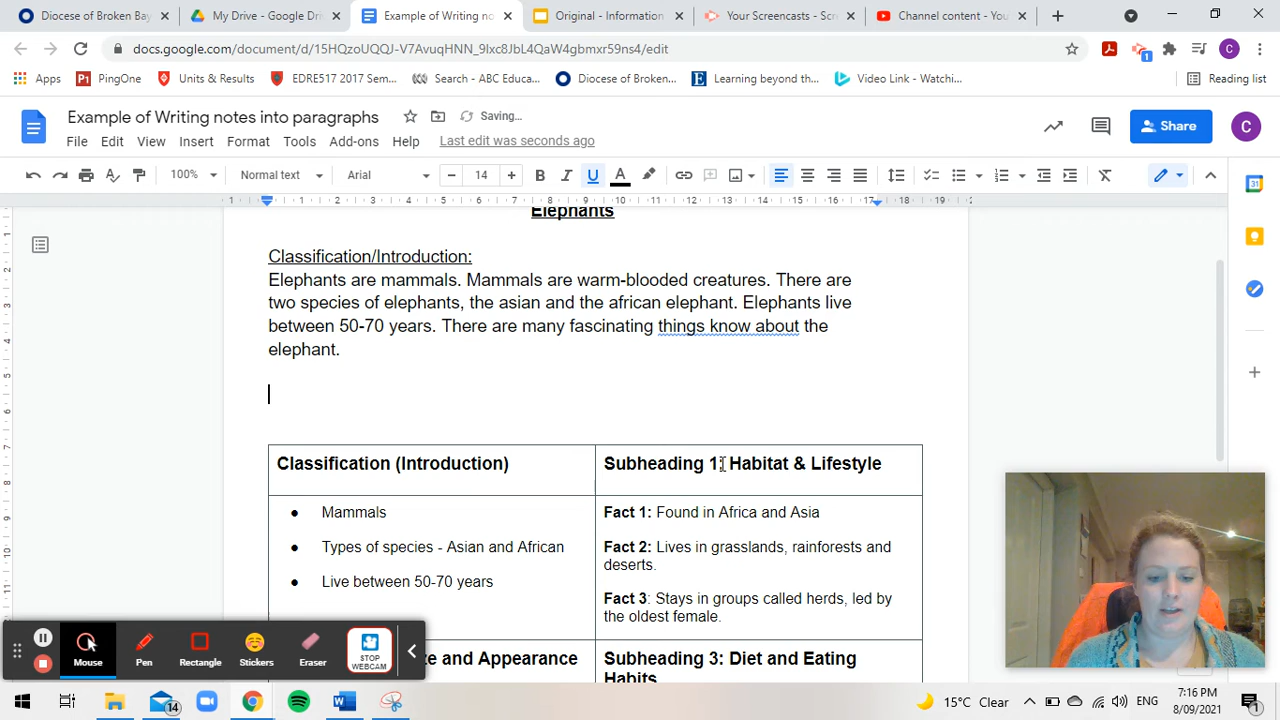 Diocese of Broken Bay
My Drive - Google Dri
Example of Writing no
Original - Information
Your Screencasts - Scr
Channel content - You
docs.google.com/document/d/15HQzoUQQJ-V7AvuqHNN_9lxc8JbL4QaW4gbmxr59ns4/edit
Apps
PingOne
Units & Results
EDRE517 2017 Sem...
Search - ABC Educa...
Diocese of Broken...
Learning beyond th...
Video Link - Watchi...
Reading list
Example of Writing notes into paragraphs
Saving...
File Edit View Insert Format Tools Add-ons Help Last edit was seconds ago
Share
C
100% Normal text Arial 14
Elephants
Classification/Introduction:
Elephants are mammals. Mammals are warm-blooded creatures. There are
two species of elephants, the asian and the african elephant. Elephants live
between 50-70 years. There are many fascinating things know about the
elephant.
Classification (Introduction)
Subheading 1: Habitat & Lifestyle
Mammals
Types of species - Asian and African
Live between 50-70 years
Fact 1: Found in Africa and Asia
Fact 2: Lives in grasslands, rainforests and
deserts.
Fact 3: Stays in groups called herds, led by
the oldest female.
ze and Appearance
Subheading 3: Diet and Eating
Habits
Mouse
Pen
Rectangle
Stickers
Eraser
STOP
WEBCAM
14
15°C Clear
ENG
7:16 PM
8/09/2021